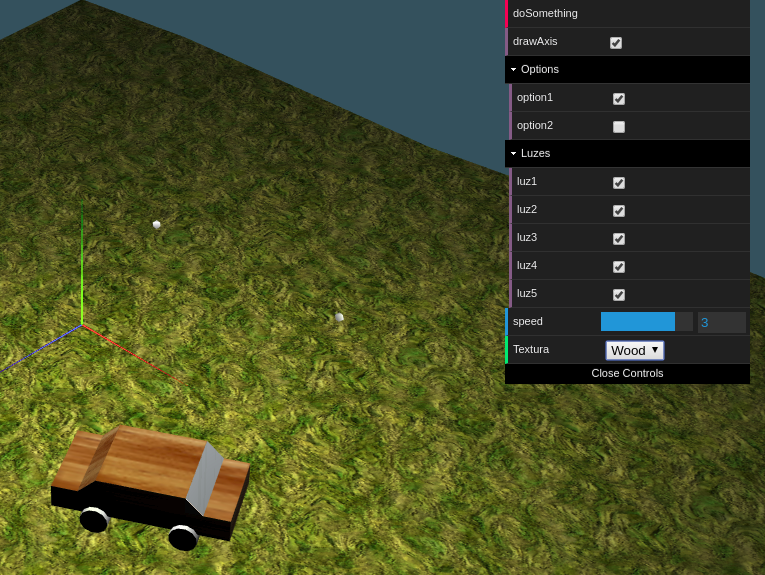 doSomething
drawAxis
Options
option1
option2
Luzes
luz1
luz2
luz3
luz4
luz5
speed 3
Textura Wood
Close Controls